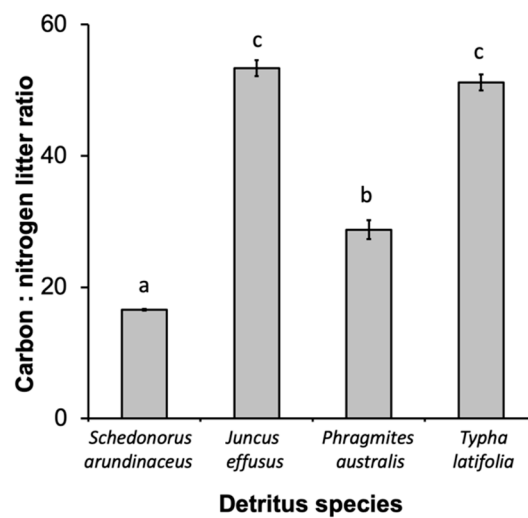 60
40
20
0
Carbon : nitrogen litter ratio
a
c
b
c
Schedonorus
arundinaceus
Juncus
effusus
Phragmites
australis
Typha
latifolia
Detritus species